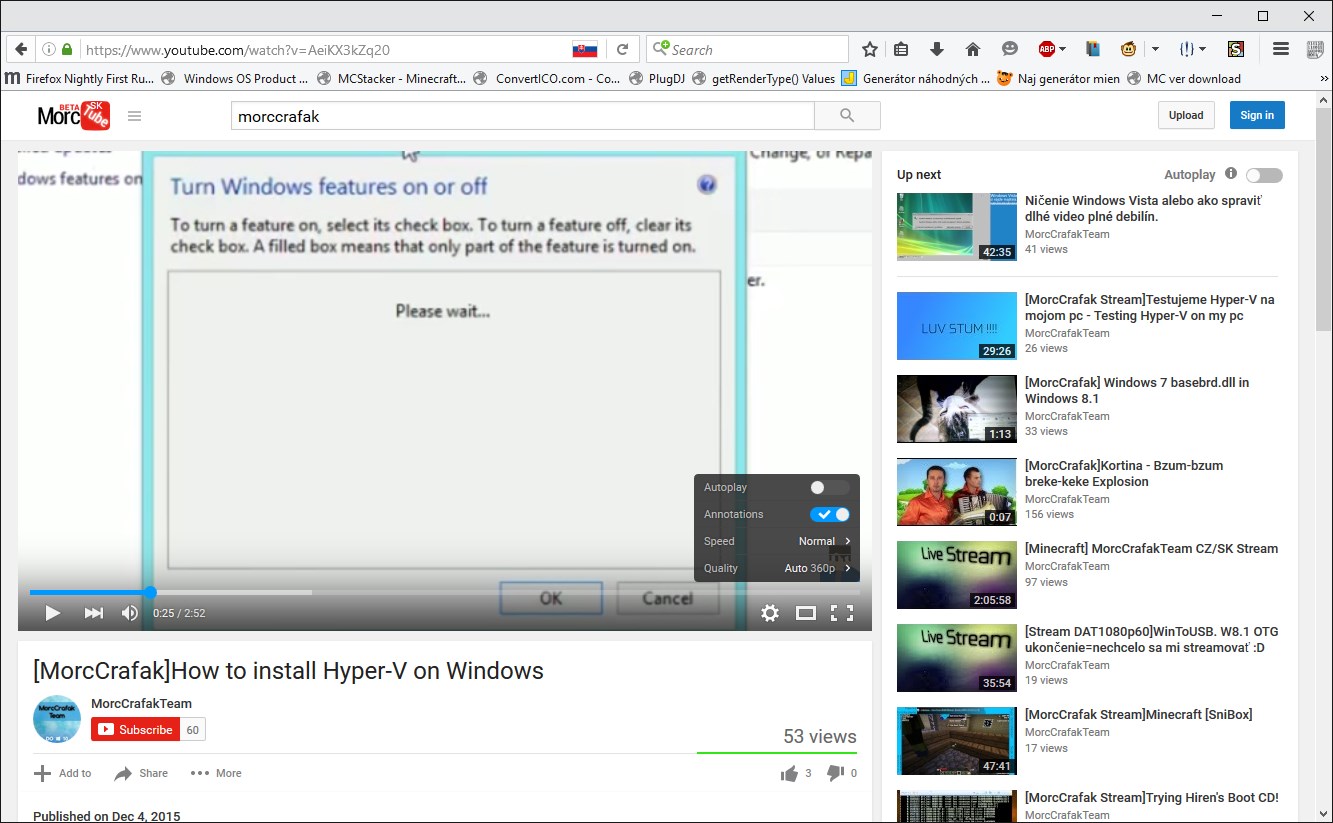 https://www.youtube.com/watch?v=AeiKX3kZq20
Search
ABP
Firefox Nightly First Ru...
Windows OS Product ...
MCStacker - Minecraft...
ConvertICO.com - Co...
PlugDJ
getRenderType() Values
Generátor náhodných ...
Naj generátor mien
MC ver download
BETA
Morc
SK
Tube
morccrafak
Upload
Sign in
Change, or Repa
dows features on
er.
Turn Windows features on or off
To turn a feature on, select its check box. To turn a feature off, clear its
check box. A filled box means that only part of the feature is turned on.
Please wait...
OK
Cancel
Autoplay
Annotations
Speed Normal
Quality Auto 360p
0:25 / 2:52
[MorcCrafak]How to install Hyper-V on Windows
MorcCrafak
Team
MorcCrafakTeam
Subscribe 60
53 views
Add to
Share
More
3
0
Published on Dec 4, 2015
Up next
Autoplay
42:35
Ničenie Windows Vista alebo ako spraviť
dlhé video plné debilín.
MorcCrafakTeam
41 views
LUV STUM !!!!
29:26
[MorcCrafak Stream]Testujeme Hyper-V na
mojom pc - Testing Hyper-V on my pc
MorcCrafakTeam
26 views
1:13
[MorcCrafak] Windows 7 basebrd.dll in
Windows 8.1
MorcCrafakTeam
33 views
0:07
[MorcCrafak]Kortina - Bzum-bzum
breke-keke Explosion
MorcCrafakTeam
156 views
Live Stream
2:05:58
[Minecraft] MorcCrafakTeam CZ/SK Stream
MorcCrafakTeam
97 views
Live Stream
35:54
[Stream DAT1080p60]WinToUSB. W8.1 OTG
ukončenie=nechcelo sa mi streamovať :D
MorcCrafakTeam
19 views
47:41
[MorcCrafak Stream]Minecraft [SniBox]
MorcCrafakTeam
17 views
[MorcCrafak Stream]Trying Hiren's Boot CD!
MorcCrafakTeam